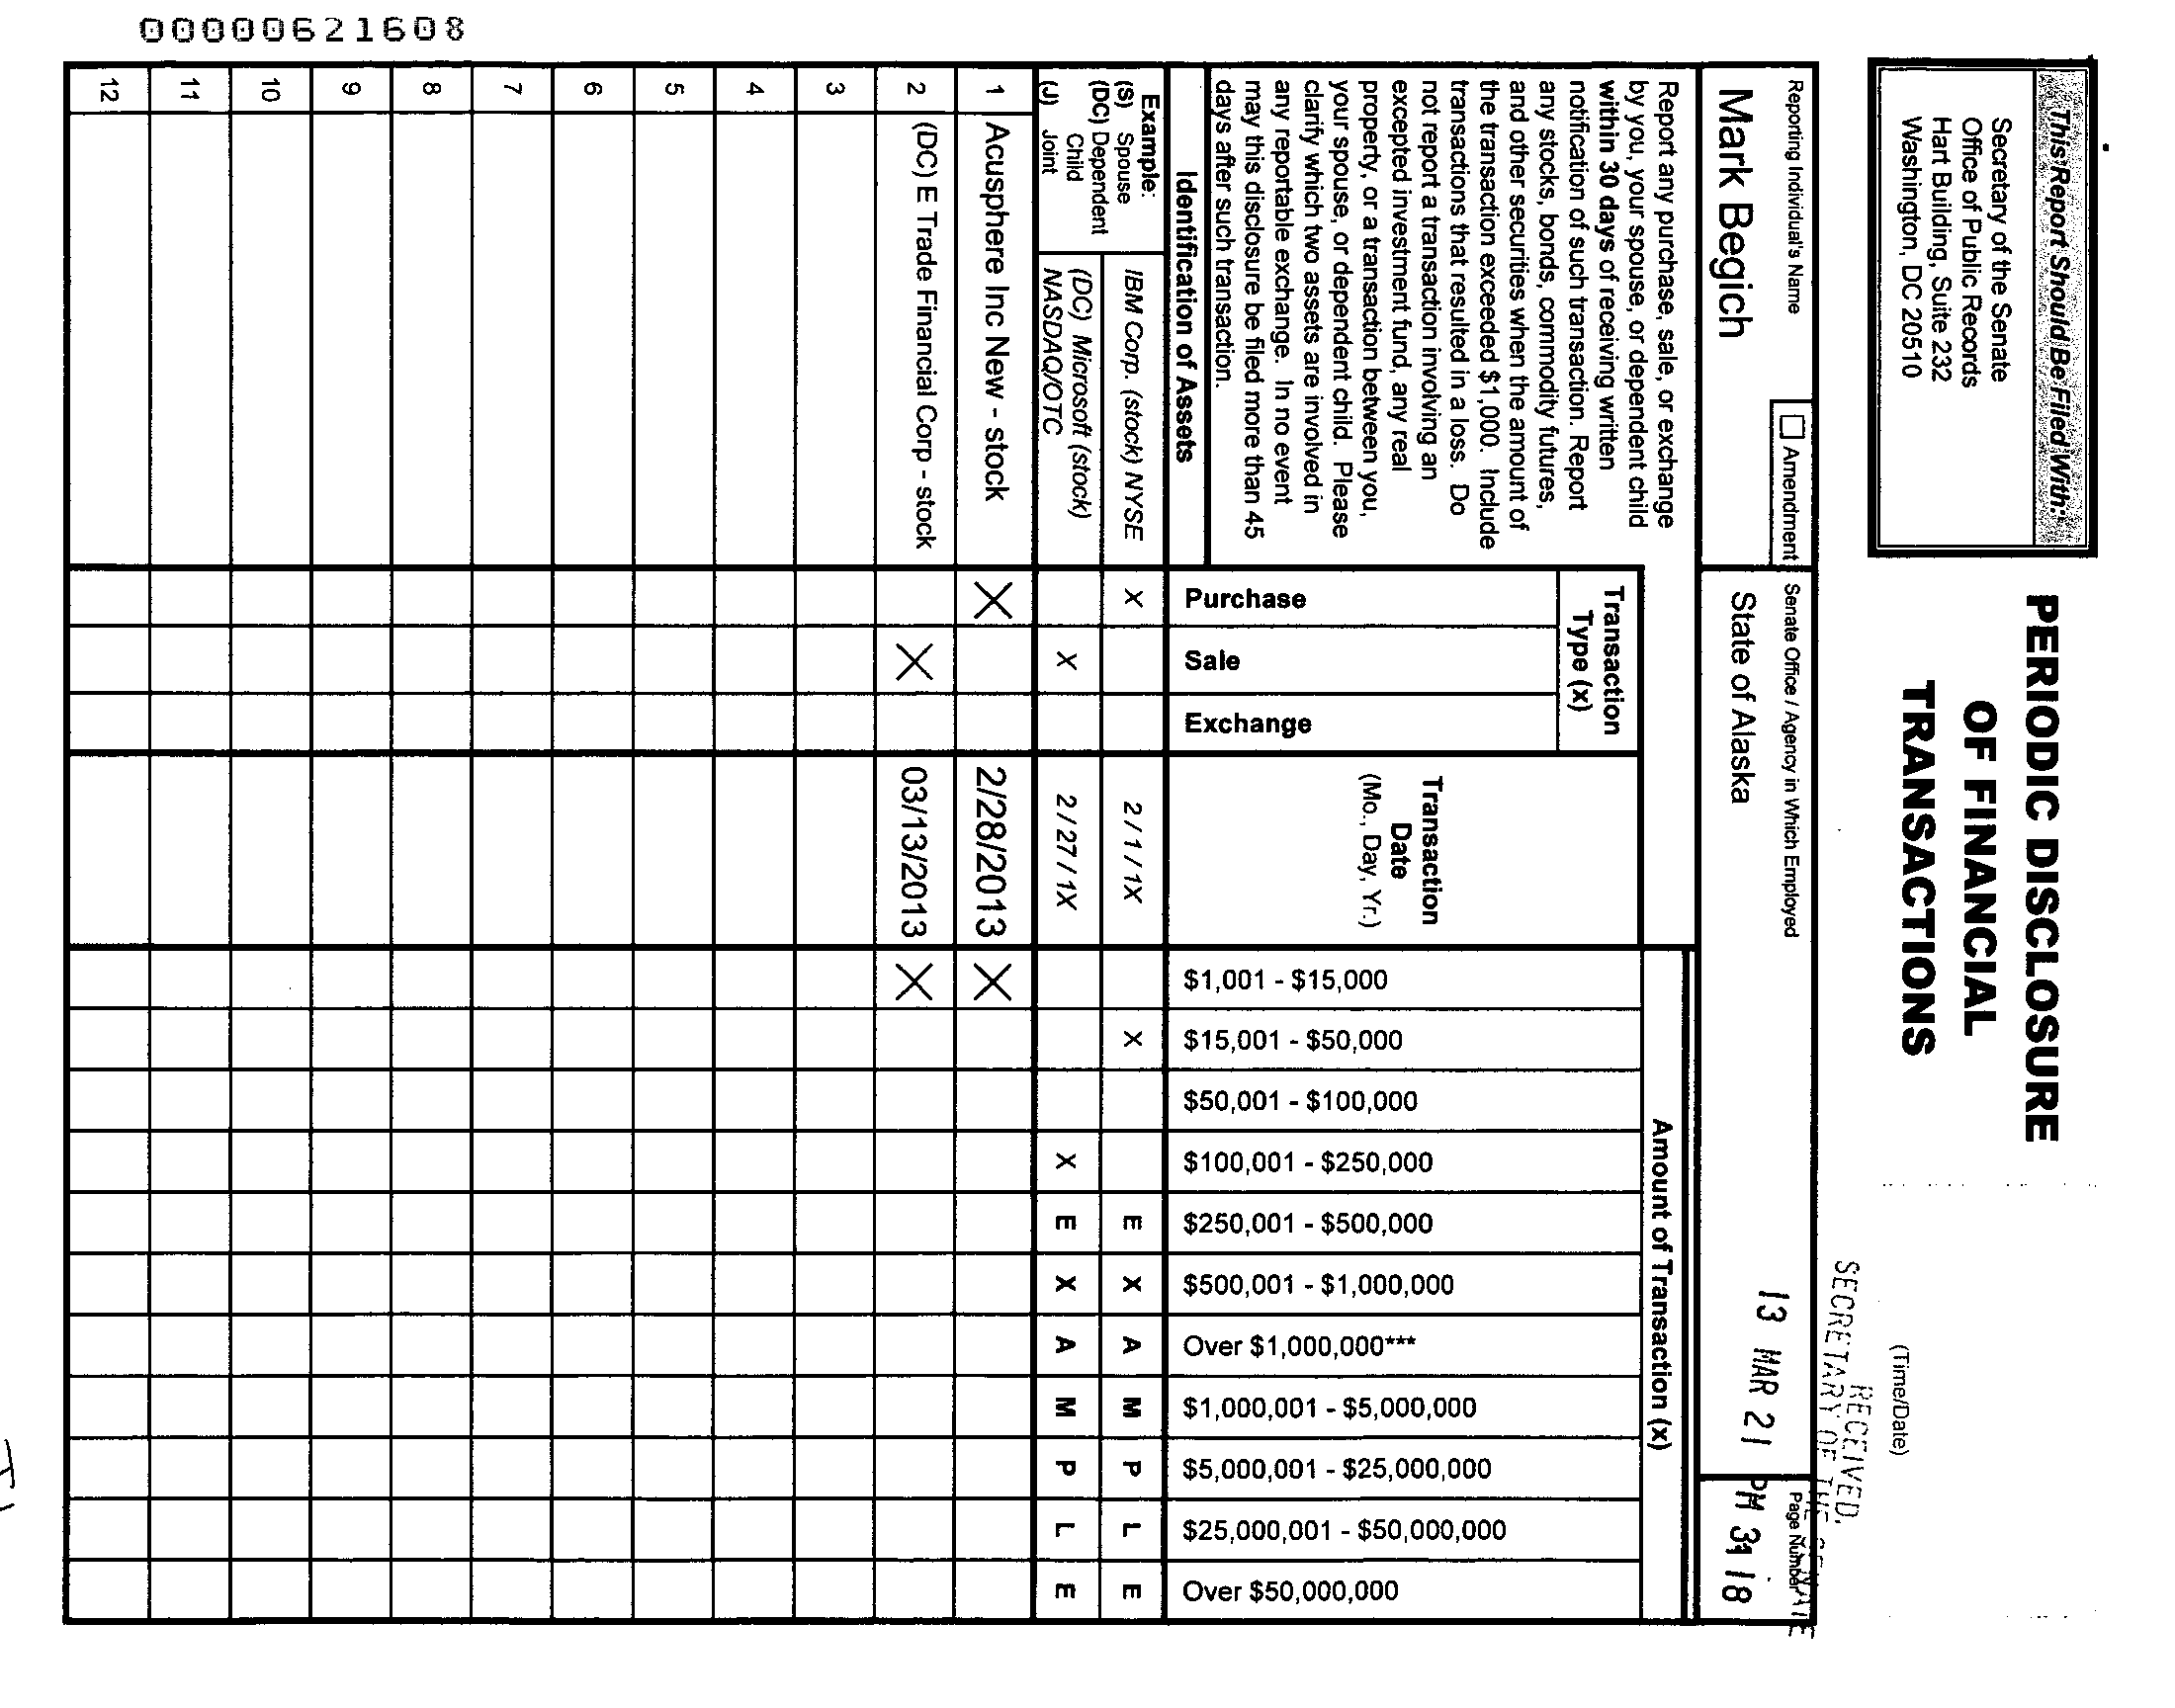 00000621608
This Report Should Be Filed With:
Secretary of the Senate
Office of Public Records
Hart Building, Suite 232
Washington, DC 20510
PERIODIC DISCLOSURE
OF FINANCIAL
TRANSACTIONS
(Time/Date)
RECEIVED
SECRETARY OF THE SENATE
13 MAR 21 PM 3:18
Reporting Individual's Name
Amendment
Mark Begich
Senate Office / Agency in Which Employed
State of Alaska
Page Number
Report any purchase, sale, or exchange
by you, your spouse, or dependent child
within 30 days of receiving written
notification of such transaction. Report
any stocks, bonds, commodity futures,
and other securities when the amount of
the transaction exceeded $1,000. Include
transactions that resulted in a loss. Do
not report a transaction involving an
excepted investment fund, any real
property, or a transaction between you,
your spouse, or dependent child. Please
clarify which two assets are involved in
any reportable exchange. In no event
may this disclosure be filed more than 45
days after such transaction.
Identification of Assets
Transaction
Type (x)
Purchase
Sale
Exchange
Transaction
Date
(Mo., Day, Yr.)
Amount of Transaction (x)
$1,001 - $15,000
$15,001 - $50,000
$50,001 - $100,000
$100,001 - $250,000
$250,001 - $500,000
$500,001 - $1,000,000
Over $1,000,000***
$1,000,001 - $5,000,000
$5,000,001 - $25,000,000
$25,000,001 - $50,000,000
Over $50,000,000
Example:
(S) Spouse
(DC) Dependent
Child
(J) Joint
IBM Corp. (stock) NYSE X 2 / 1 / 1X X E X A M P L E
(DC) Microsoft (stock)
NASDAQ/OTC X 2 / 27 / 1X X E X A M P L E
1 Acusphere Inc New - stock X 2/28/2013 X
2 (DC) E Trade Financial Corp - stock X 03/13/2013 X
3
4
5
6
7
8
9
10
11
12